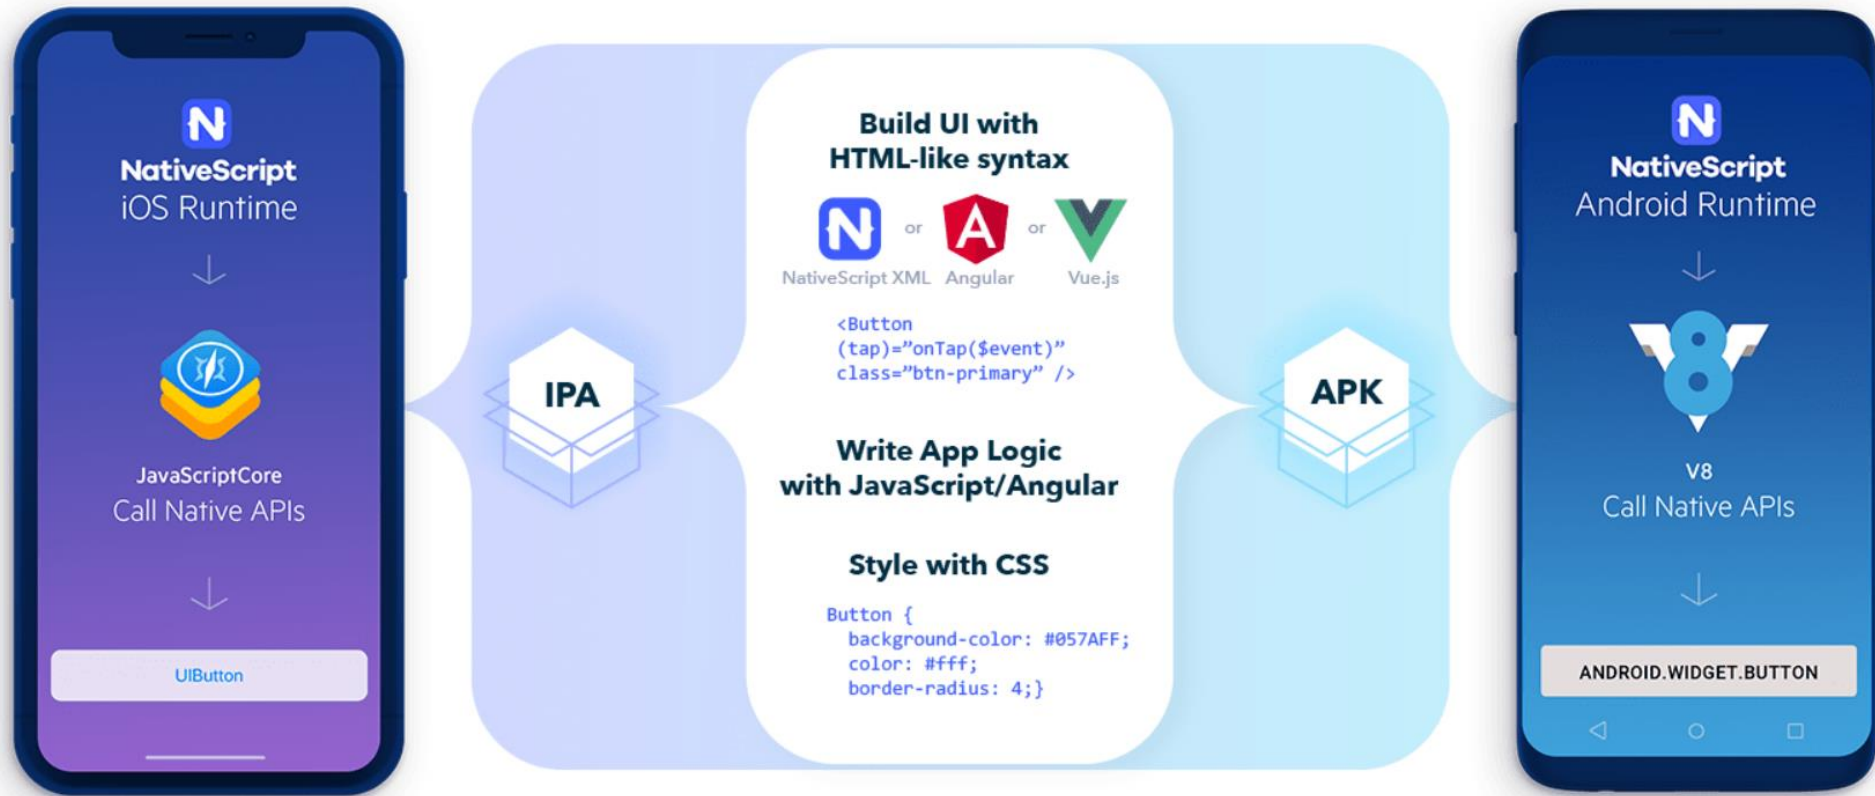 NativeScript
iOS Runtime
JavaScriptCore
Call Native APIs
UIButton
IPA
Build UI with
HTML-like syntax
N or A or
NativeScript XML Angular Vue.js
<Button
(tap)=”onTap($event)”
class=”btn-primary” />
Write App Logic
with JavaScript/Angular
Style with CSS
Button {
background-color: #057AFF;
color: #fff;
border-radius: 4;}
APK
N
NativeScript
Android Runtime
8
V8
Call Native APIs
ANDROID.WIDGET.BUTTON